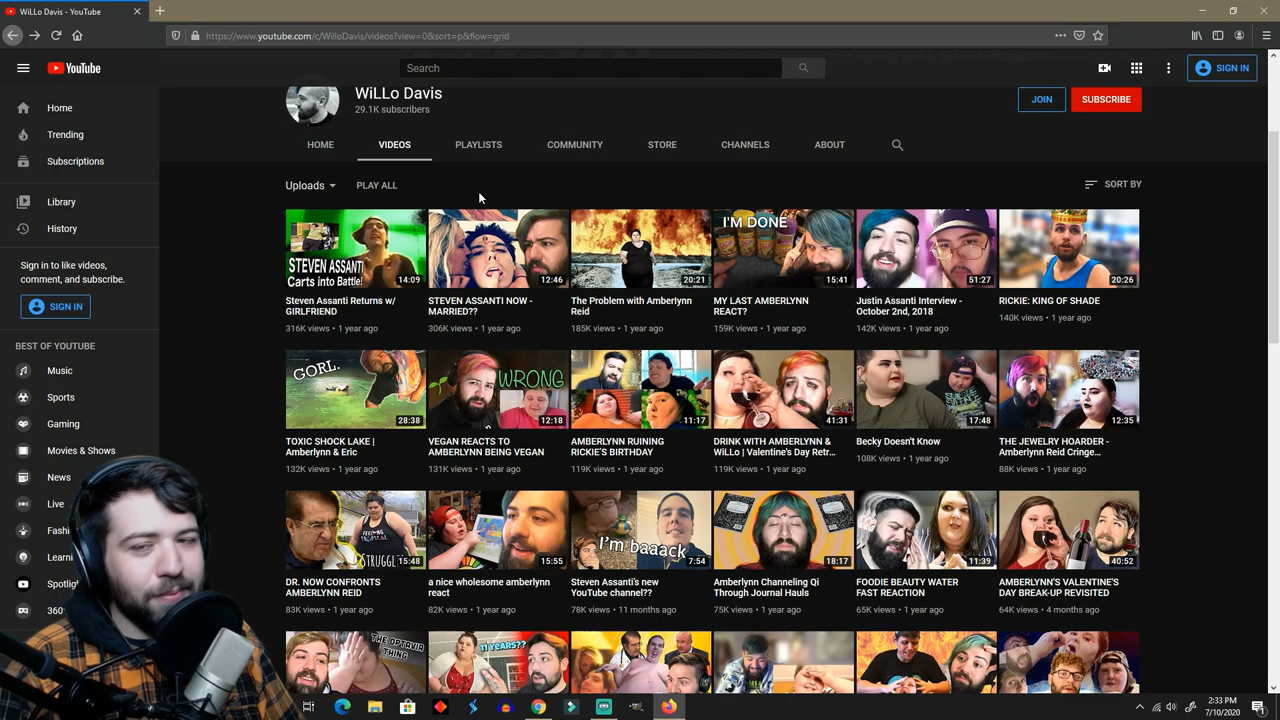 WiLLo Davis - YouTube
https://www.youtube.com/c/WilloDavis/videos?view=0&sort=p&flow=grid
YouTube
Search
SIGN IN
WiLLo Davis
29.1K subscribers
JOIN
SUBSCRIBE
HOME
VIDEOS
PLAYLISTS
COMMUNITY
STORE
CHANNELS
ABOUT
Home
Trending
Subscriptions
Library
History
Sign in to like videos,
comment, and subscribe.
SIGN IN
BEST OF YOUTUBE
Music
Sports
Gaming
Movies & Shows
News
Live
Fashi
Learni
Spotlig
360°
Uploads
PLAY ALL
SORT BY
STEVEN ASSANTI
Carts into Battle!
14:09
Steven Assanti Returns w/
GIRLFRIEND
316K views • 1 year ago
12:46
STEVEN ASSANTI NOW -
MARRIED??
306K views • 1 year ago
20:21
The Problem with Amberlynn
Reid
185K views • 1 year ago
I'M DONE
15:41
MY LAST AMBERLYNN
REACT?
159K views • 1 year ago
51:27
Justin Assanti Interview -
October 2nd, 2018
142K views • 1 year ago
20:26
RICKIE: KING OF SHADE
140K views • 1 year ago
GORL.
28:38
TOXIC SHOCK LAKE |
Amberlynn & Eric
132K views • 1 year ago
WRONG
12:18
VEGAN REACTS TO
AMBERLYNN BEING VEGAN
131K views • 1 year ago
11:17
AMBERLYNN RUINING
RICKIE'S BIRTHDAY
119K views • 1 year ago
41:31
DRINK WITH AMBERLYNN &
WiLLo | Valentine's Day Retr...
119K views • 1 year ago
17:48
Becky Doesn't Know
108K views • 1 year ago
12:35
THE JEWELRY HOARDER -
Amberlynn Reid Cringe...
88K views • 1 year ago
STRUGGL
15:48
DR. NOW CONFRONTS
AMBERLYNN REID
83K views • 1 year ago
15:55
a nice wholesome amberlynn
react
82K views • 1 year ago
I'm baaack
7:54
Steven Assanti's new
YouTube channel??
78K views • 11 months ago
18:17
Amberlynn Channeling Qi
Through Journal Hauls
75K views • 1 year ago
11:39
FOODIE BEAUTY WATER
FAST REACTION
65K views • 1 year ago
40:52
AMBERLYNN'S VALENTINE'S
DAY BREAK-UP REVISITED
64K views • 4 months ago
THE OPTAVIA
THING
11 YEARS??
2:33 PM
7/10/2020